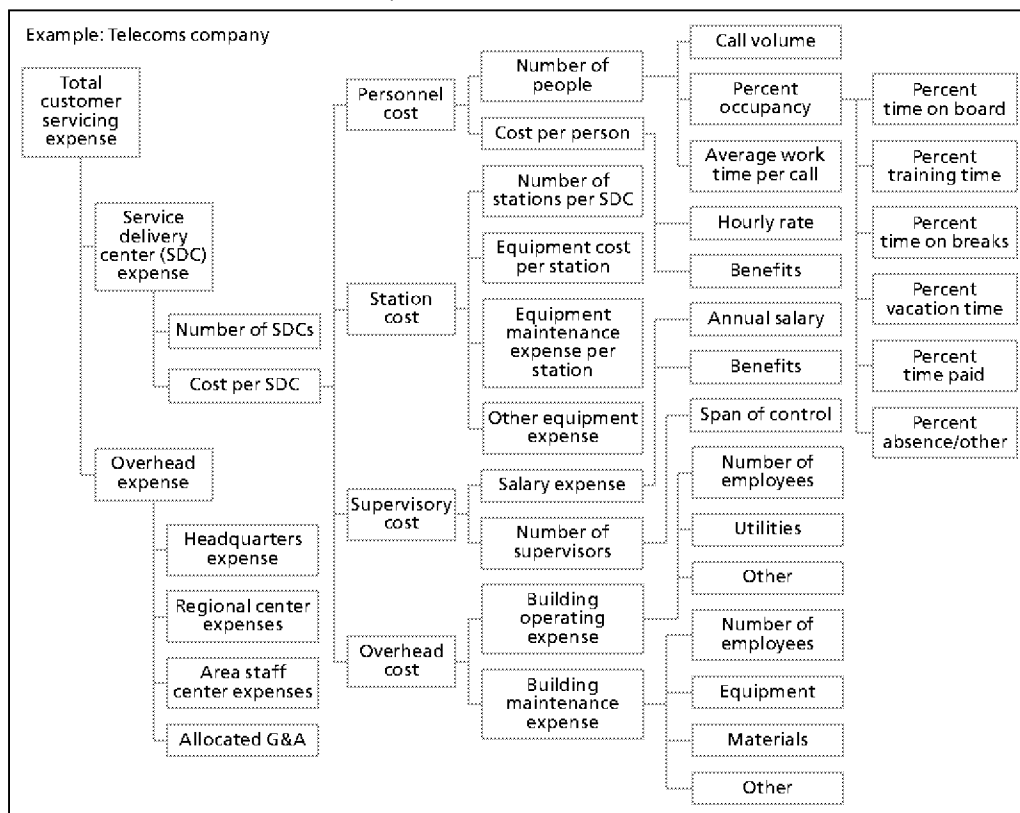 Example: Telecoms company
Total
customer
servicing
expense
Service
delivery
center (SDC)
expense
Number of SDCs
Cost per SDC
Overhead
expense
Headquarters
expense
Regional center
expenses
Area staff
center expenses
Allocated G&A
Personnel
cost
Station
cost
Supervisory
cost
Overhead
cost
Number of
people
Cost per person
Number of
stations per SDC
Equipment cost
per station
Equipment
maintenance
expense per
station
Other equipment
expense
Salary expense
Number of
supervisors
Building
operating
expense
Building
maintenance
expense
Call volume
Percent
occupancy
Average work
time per call
Hourly rate
Benefits
Annual salary
Benefits
Span of control
Number of
employees
Utilities
Other
Number of
employees
Equipment
Materials
Other
Percent
time on board
Percent
training time
Percent
time on breaks
Percent
vacation time
Percent
time paid
Percent
absence/other